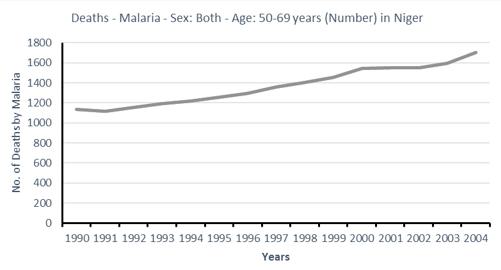 Deaths - Malaria - Sex: Both - Age: 50-69 years (Number) in Niger
1800
1600
1400
1200
1000
800
600
400
200
0
No. of Deaths by Malaria
1990 1991 1992 1993 1994 1995 1996 1997 1998 1999 2000 2001 2002 2003 2004
Years